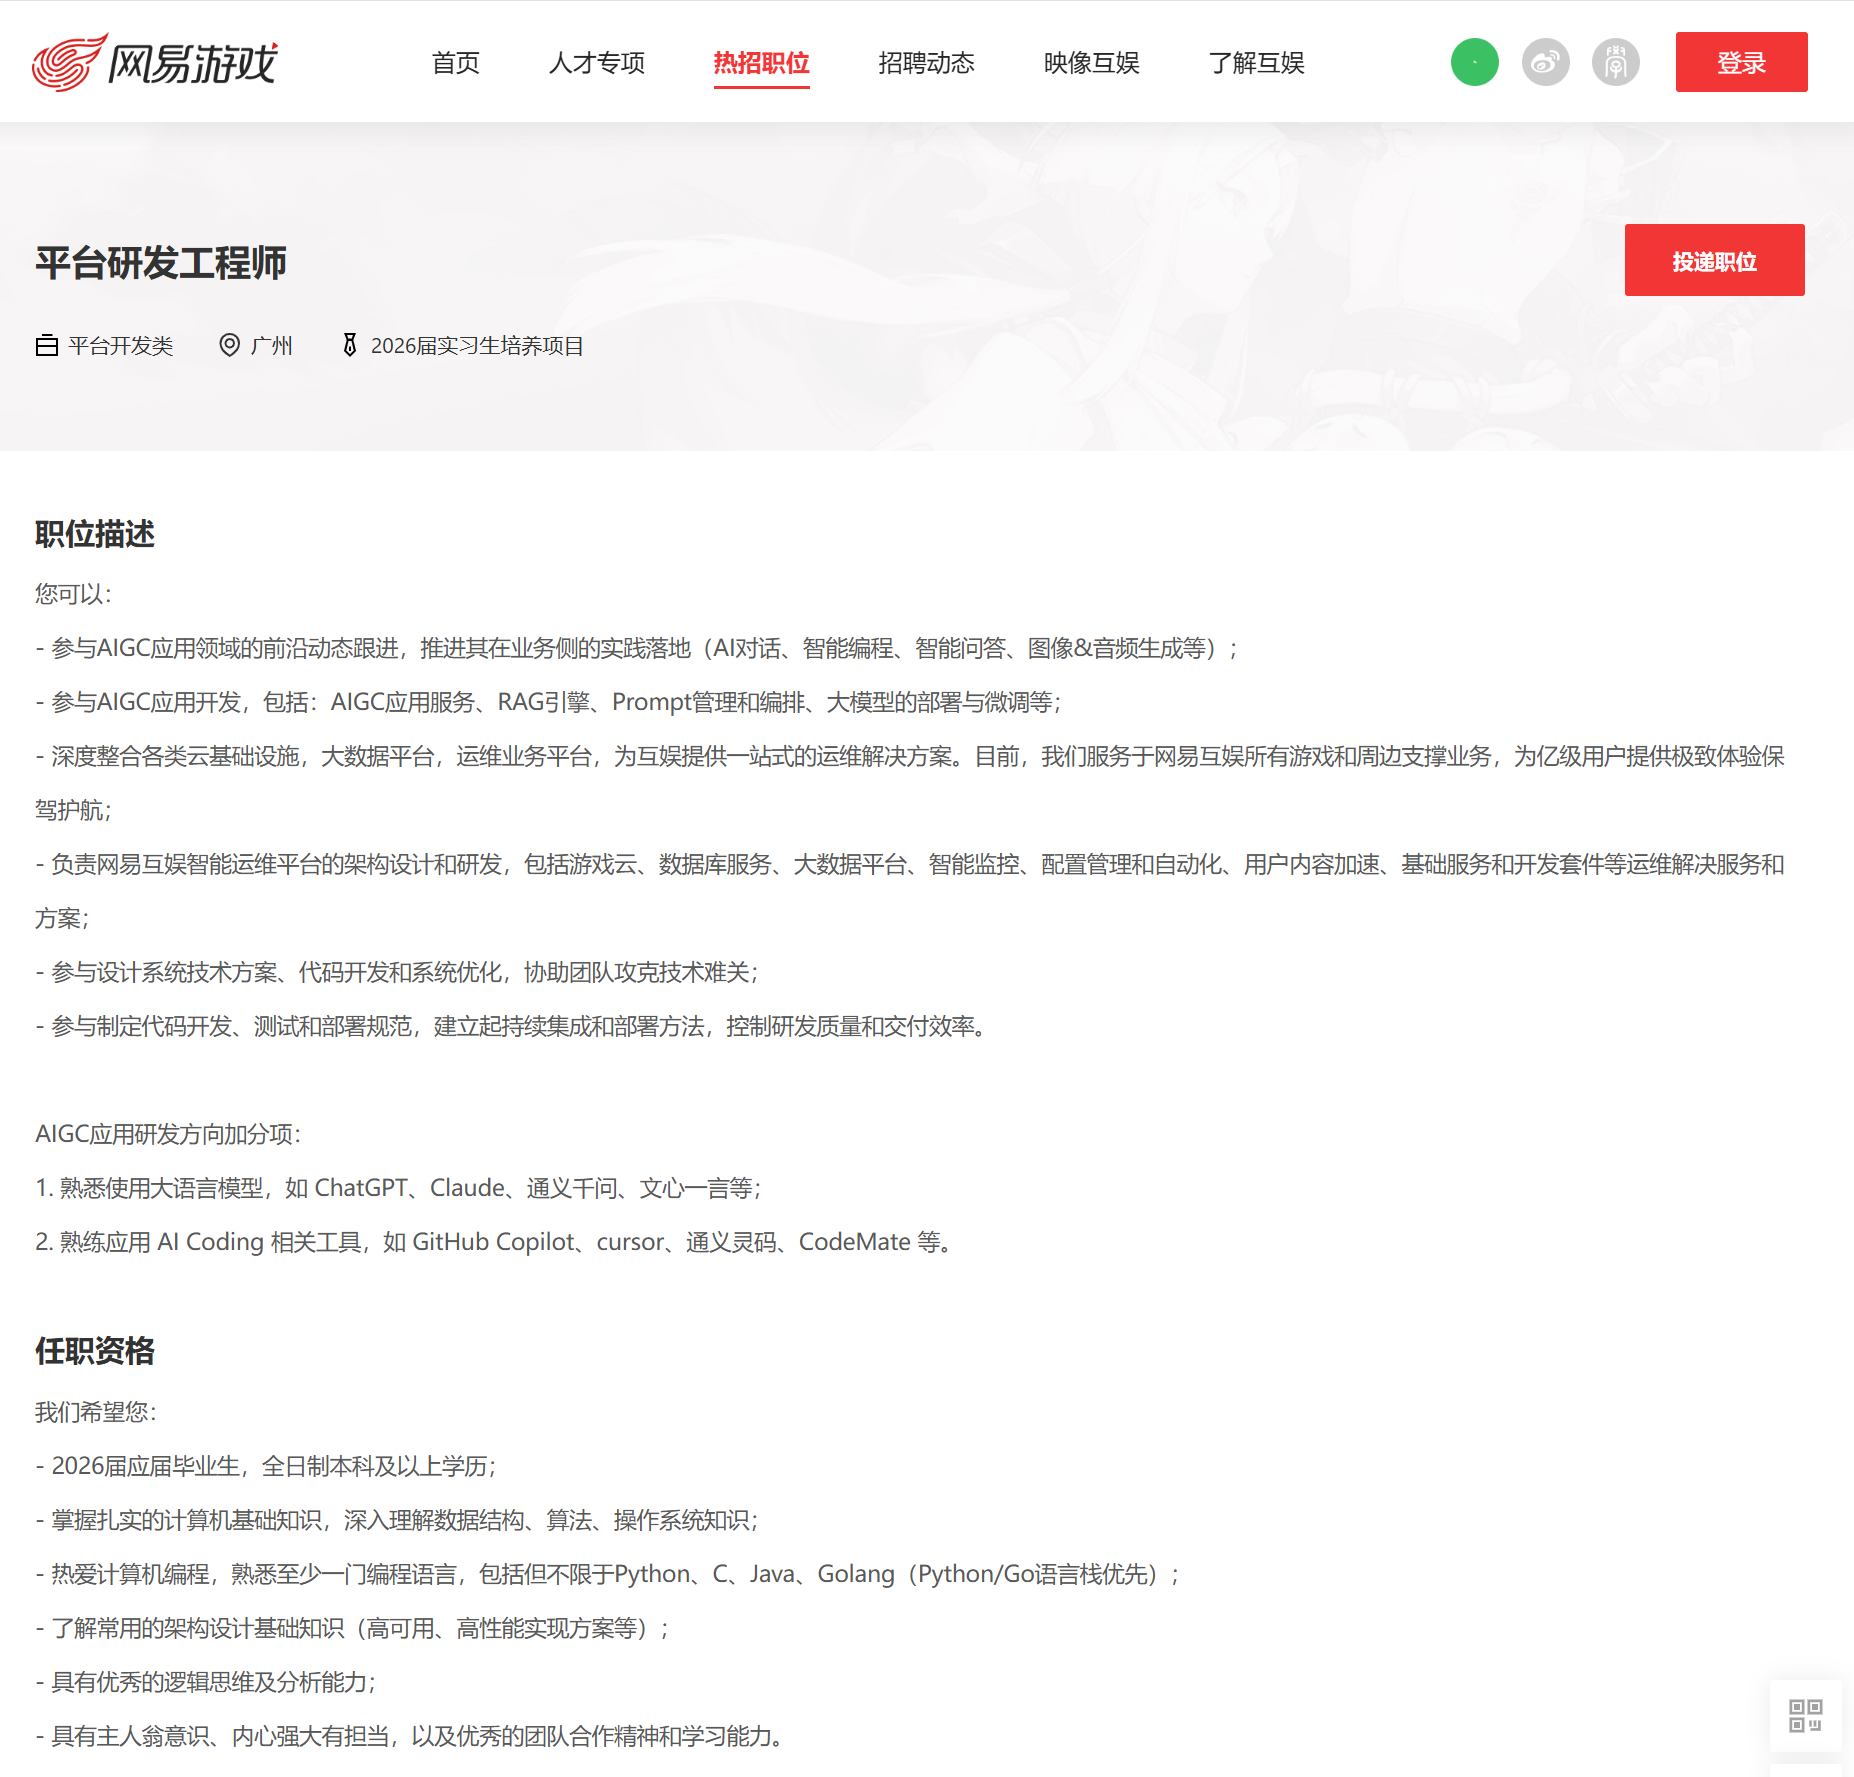 网易游戏
首页 人才专项 热招职位 招聘动态 映像互娱 了解互娱 登录
平台研发工程师
投递职位
平台开发类 广州 2026届实习生培养项目
职位描述
您可以：
- 参与AIGC应用领域的前沿动态跟进，推进其在业务侧的实践落地（AI对话、智能编程、智能问答、图像&音频生成等）；
- 参与AIGC应用开发，包括：AIGC应用服务、RAG引擎、Prompt管理和编排、大模型的部署与微调等；
- 深度整合各类云基础设施，大数据平台，运维业务平台，为互娱提供一站式的运维解决方案。目前，我们服务于网易互娱所有游戏和周边支撑业务，为亿级用户提供极致体验保
驾护航；
- 负责网易互娱智能运维平台的架构设计和研发，包括游戏云、数据库服务、大数据平台、智能监控、配置管理和自动化、用户内容加速、基础服务和开发套件等运维解决服务和
方案；
- 参与设计系统技术方案、代码开发和系统优化，协助团队攻克技术难关；
- 参与制定代码开发、测试和部署规范，建立起持续集成和部署方法，控制研发质量和交付效率。
AIGC应用研发方向加分项：
1. 熟悉使用大语言模型，如 ChatGPT、Claude、通义千问、文心一言等；
2. 熟练应用 AI Coding 相关工具，如 GitHub Copilot、cursor、通义灵码、CodeMate 等。
任职资格
我们希望您：
- 2026届应届毕业生，全日制本科及以上学历；
- 掌握扎实的计算机基础知识，深入理解数据结构、算法、操作系统知识；
- 热爱计算机编程，熟悉至少一门编程语言，包括但不限于Python、C、Java、Golang（Python/Go语言栈优先）；
- 了解常用的架构设计基础知识（高可用、高性能实现方案等）；
- 具有优秀的逻辑思维及分析能力；
- 具有主人翁意识、内心强大有担当，以及优秀的团队合作精神和学习能力。